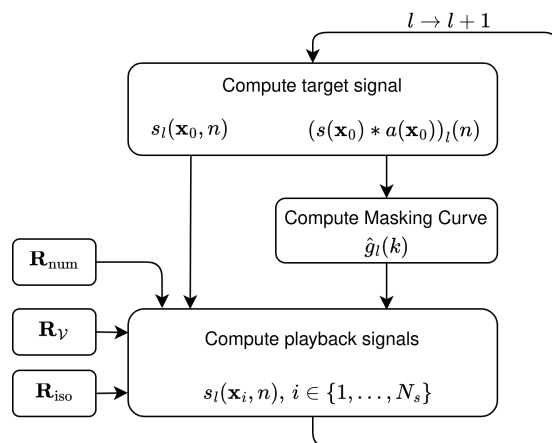 l → l + 1
Compute target signal
s_l(x_0, n) (s(x_0) * a(x_0))_l(n)
Compute Masking Curve
ĝ_l(k)
R_num
R_𝒱
Compute playback signals
R_iso
s_l(x_i, n), i ∈ {1, . . . , N_s}